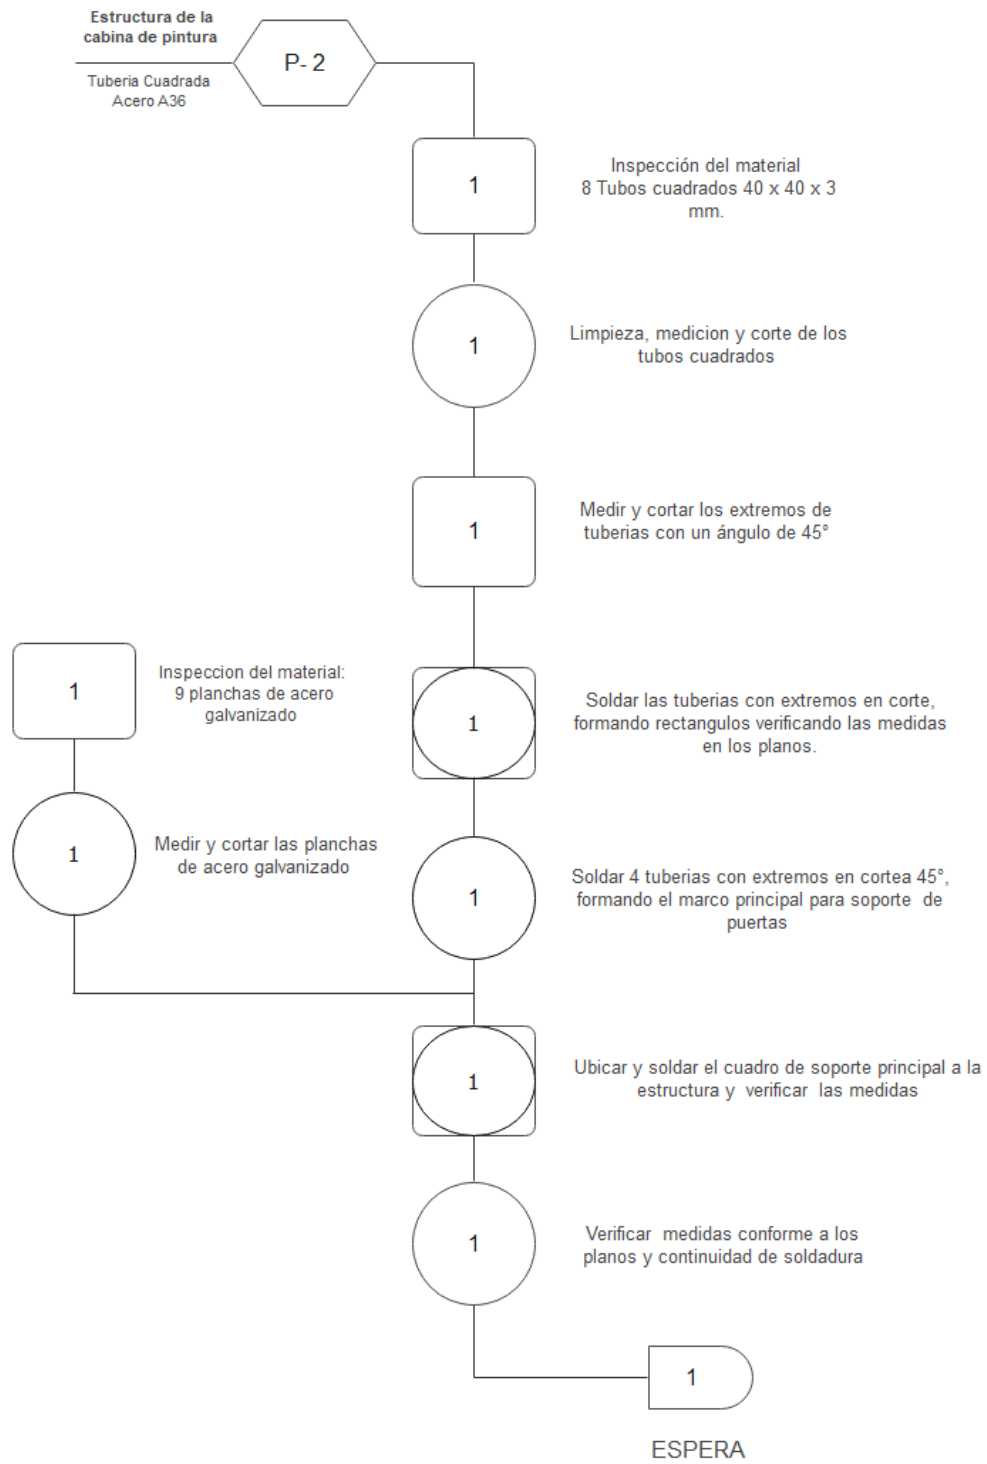 Estructura de la
cabina de pintura
P- 2
Tuberia Cuadrada
Acero A36
1
Inspección del material
8 Tubos cuadrados 40 x 40 x 3
mm.
1
Limpieza, medicion y corte de los
tubos cuadrados
1
Medir y cortar los extremos de
tuberias con un ángulo de 45°
1
Inspeccion del material:
9 planchas de acero
galvanizado
1
Soldar las tuberias con extremos en corte,
formando rectangulos verificando las medidas
en los planos.
1
Medir y cortar las planchas
de acero galvanizado
1
Soldar 4 tuberias con extremos en cortea 45°,
formando el marco principal para soporte de
puertas
1
Ubicar y soldar el cuadro de soporte principal a la
estructura y verificar las medidas
1
Verificar medidas conforme a los
planos y continuidad de soldadura
1
ESPERA